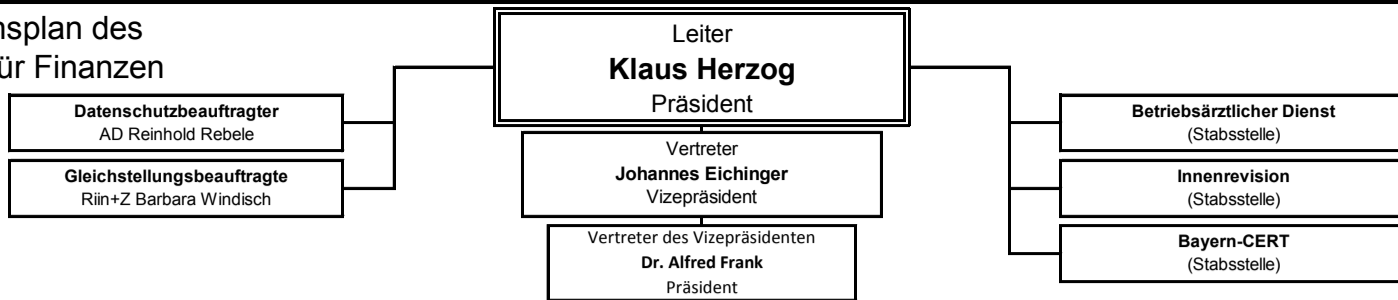 nsplan des
ür Finanzen
Leiter
Klaus Herzog
Präsident
Datenschutzbeauftragter
AD Reinhold Rebele
Gleichstellungsbeauftragte
Riin+Z Barbara Windisch
Vertreter
Johannes Eichinger
Vizepräsident
Vertreter des Vizepräsidenten
Dr. Alfred Frank
Präsident
Betriebsärztlicher Dienst
(Stabsstelle)
Innenrevision
(Stabsstelle)
Bayern-CERT
(Stabsstelle)